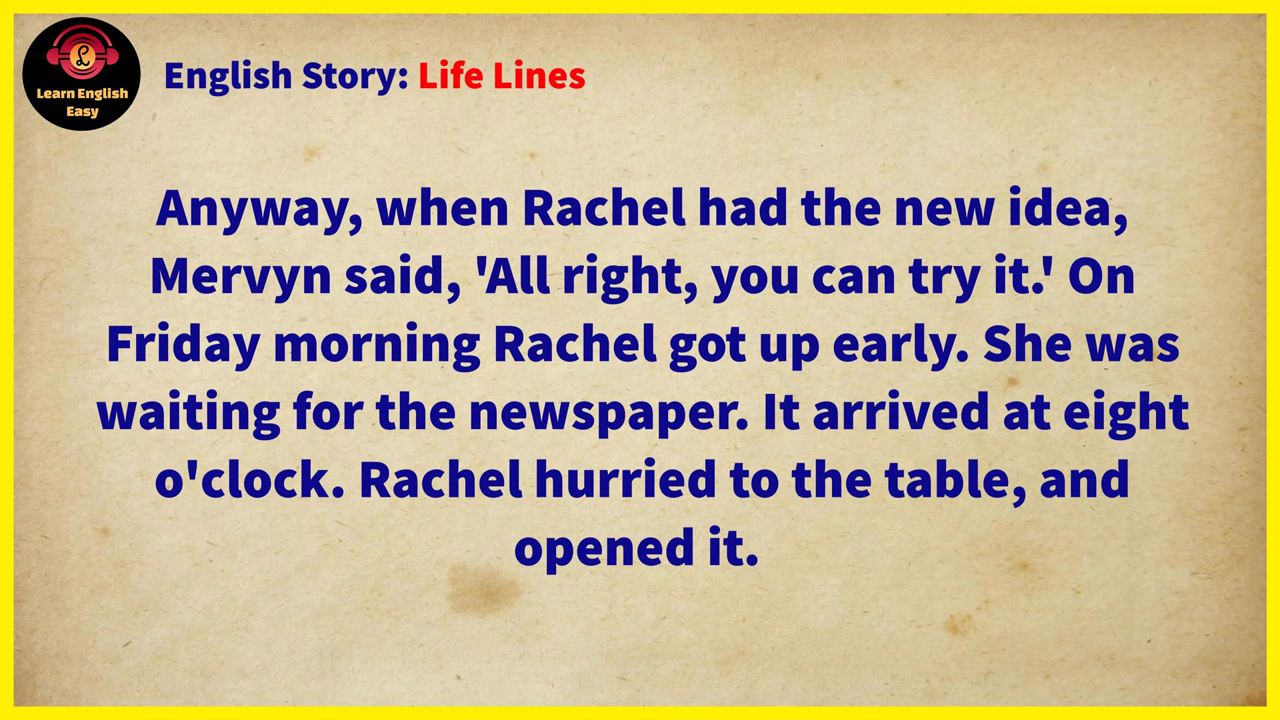 Learn English
Easy
English Story: Life Lines
Anyway, when Rachel had the new idea,
Mervyn said, 'All right, you can try it.' On
Friday morning Rachel got up early. She was
waiting for the newspaper. It arrived at eight
o'clock. Rachel hurried to the table, and
opened it.